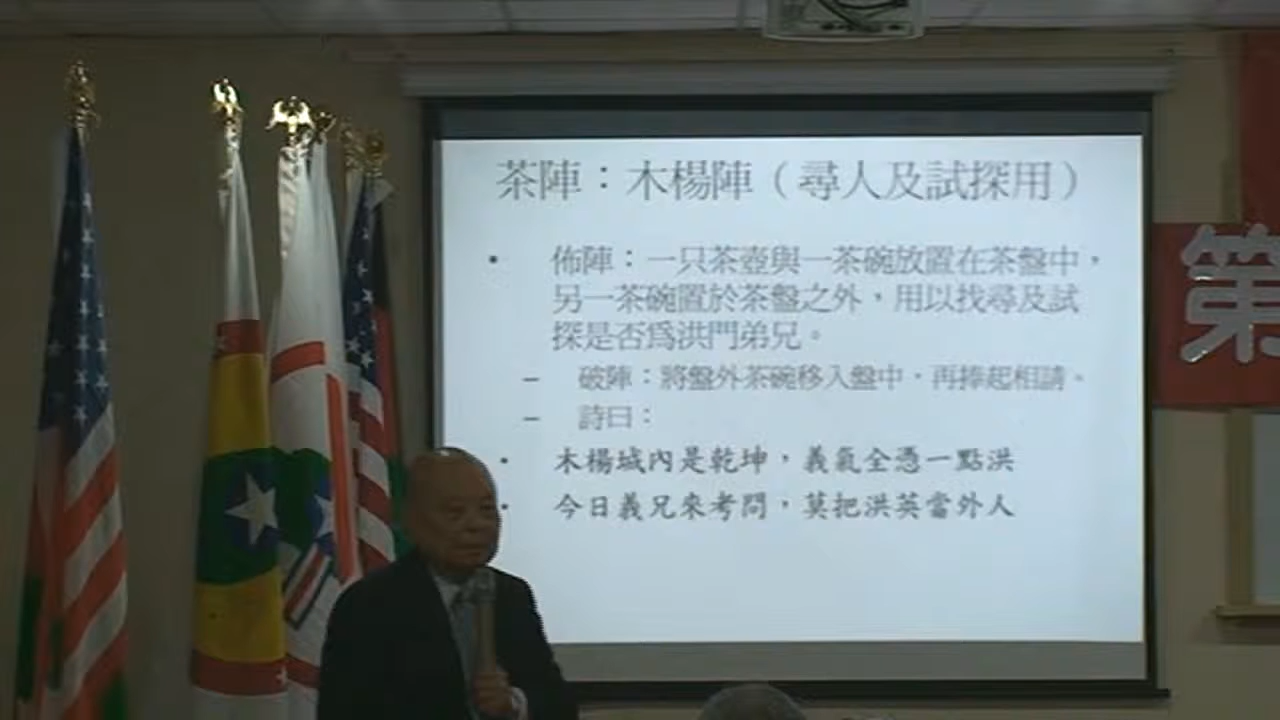 茶陣：木楊陣（尋人及試探用）
• 佈陣：一只茶壺與一茶碗放置在茶盤中，
另一茶碗置於茶盤之外，用以找尋及試
探是否為洪門弟兄。
– 破陣：將盤外茶碗移入盤中，再捧起相請。
– 詩曰：
• 木楊城內是乾坤，義氣全憑一點洪
• 今日義兄來考問，莫把洪英當外人
第